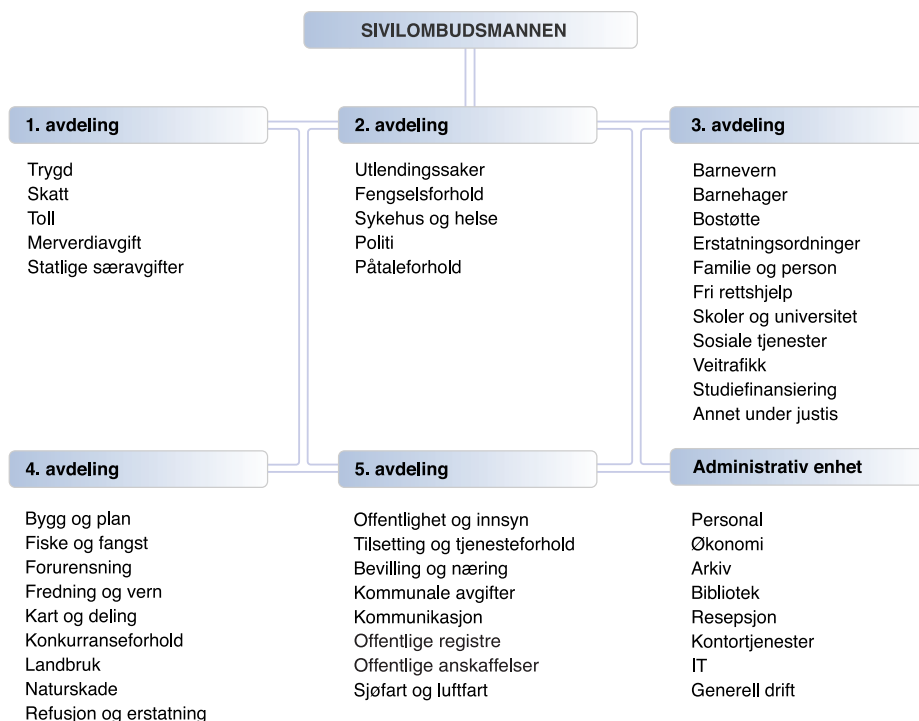 SIVILOMBUDSMANNEN
1. avdeling
Trygd
Skatt
Toll
Merverdiavgift
Statlige særavgifter
2. avdeling
Utlendingssaker
Fengselsforhold
Sykehus og helse
Politi
Påtaleforhold
3. avdeling
Barnevern
Barnehager
Bostøtte
Erstatningsordninger
Familie og person
Fri rettshjelp
Skoler og universitet
Sosiale tjenester
Veitrafikk
Studiefinansiering
Annet under justis
4. avdeling
Bygg og plan
Fiske og fangst
Forurensning
Fredning og vern
Kart og deling
Konkurranseforhold
Landbruk
Naturskade
Refusjon og erstatning
5. avdeling
Offentlighet og innsyn
Tilsetting og tjenesteforhold
Bevilling og næring
Kommunale avgifter
Kommunikasjon
Offentlige registre
Offentlige anskaffelser
Sjøfart og luftfart
Administrativ enhet
Personal
Økonomi
Arkiv
Bibliotek
Resepsjon
Kontortjenester
IT
Generell drift